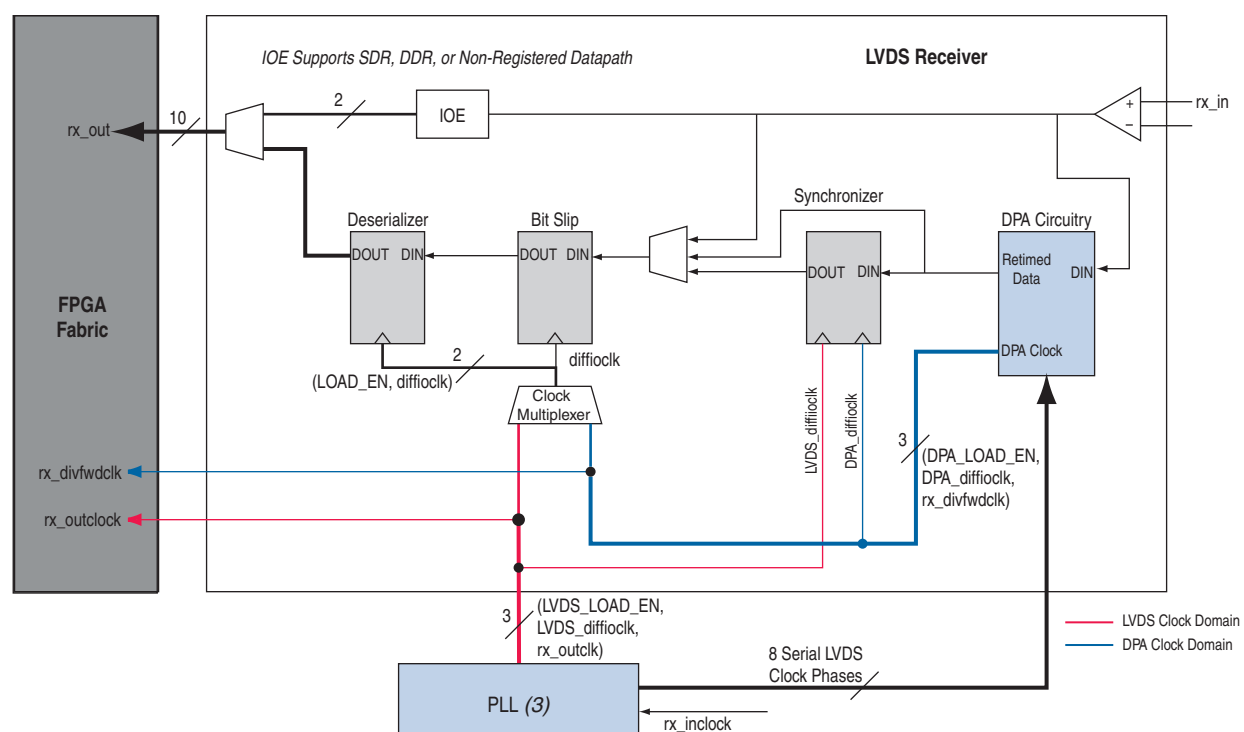 IOE Supports SDR, DDR, or Non-Registered Datapath
LVDS Receiver
rx_out
10
2
IOE
+
–
rx_in
Deserializer
DOUT DIN
Bit Slip
DOUT DIN
Synchronizer
DOUT DIN
DPA Circuitry
Retimed
Data
DIN
DPA Clock
FPGA
Fabric
2
(LOAD_EN, diffioclk)
diffioclk
Clock
Multiplexer
LVDS_diffiioclk
DPA_diffioclk
3
(DPA_LOAD_EN,
DPA_diffioclk,
rx_divfwdclk)
rx_divfwdclk
rx_outclock
3
(LVDS_LOAD_EN,
LVDS_diffioclk,
rx_outclk)
LVDS Clock Domain
DPA Clock Domain
8 Serial LVDS
Clock Phases
PLL (3)
rx_inclock